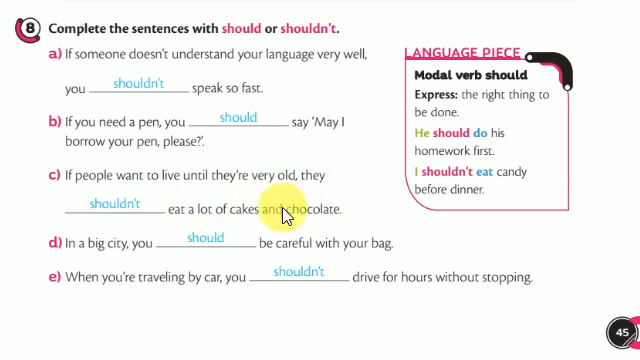 8 Complete the sentences with should or shouldn't.
a) If someone doesn't understand your language very well,
you shouldn't speak so fast.
b) If you need a pen, you should say 'May I
borrow your pen, please?'.
c) If people want to live until they're very old, they
shouldn't eat a lot of cakes and chocolate.
d) In a big city, you should be careful with your bag.
e) When you're traveling by car, you shouldn't drive for hours without stopping.
LANGUAGE PIECE
Modal verb should
Express: the right thing to
be done.
He should do his
homework first.
I shouldn't eat candy
before dinner.
45